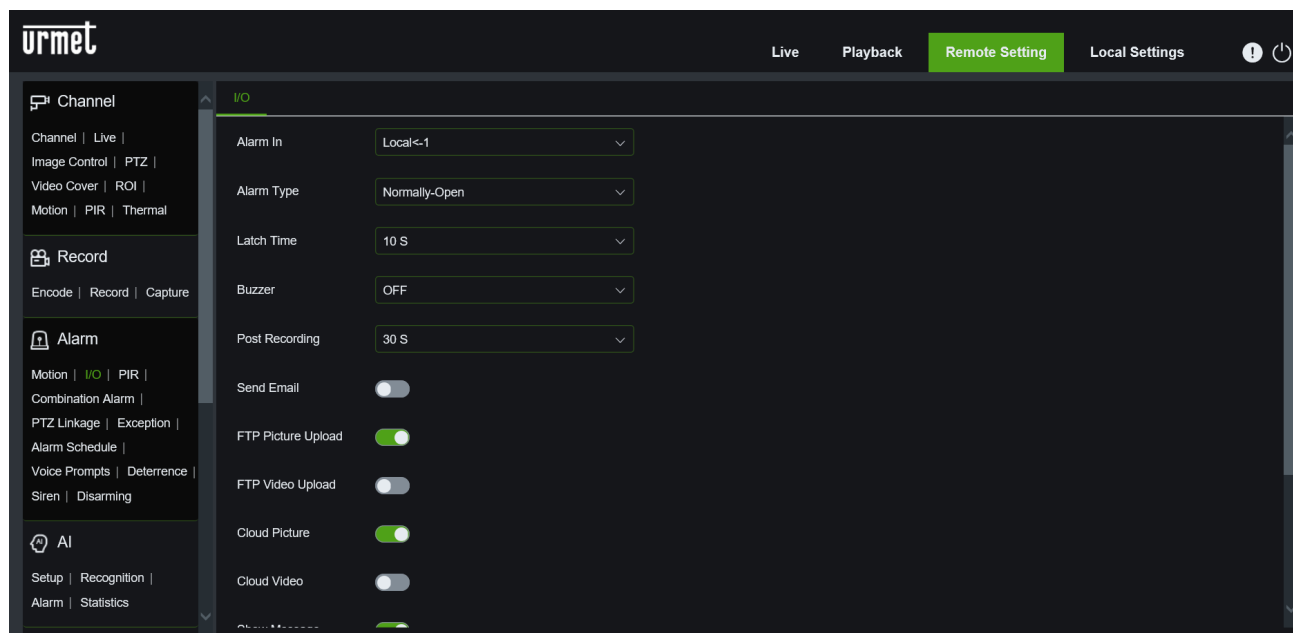 urmet
Live Playback Remote Setting Local Settings
Channel
Channel | Live |
Image Control | PTZ |
Video Cover | ROI |
Motion | PIR | Thermal
Record
Encode | Record | Capture
Alarm
Motion | I/O | PIR |
Combination Alarm |
PTZ Linkage | Exception |
Alarm Schedule |
Voice Prompts | Deterrence |
Siren | Disarming
AI
Setup | Recognition |
Alarm | Statistics
I/O
Alarm In Local<-1
Alarm Type Normally-Open
Latch Time 10 S
Buzzer OFF
Post Recording 30 S
Send Email
FTP Picture Upload
FTP Video Upload
Cloud Picture
Cloud Video
Show Message